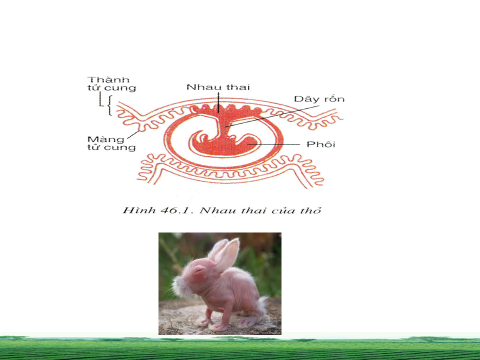 Thành
tử cung
Nhau thai
Dây rốn
Màng
tử cung
Phôi
Hình 46.1. Nhau thai của thỏ